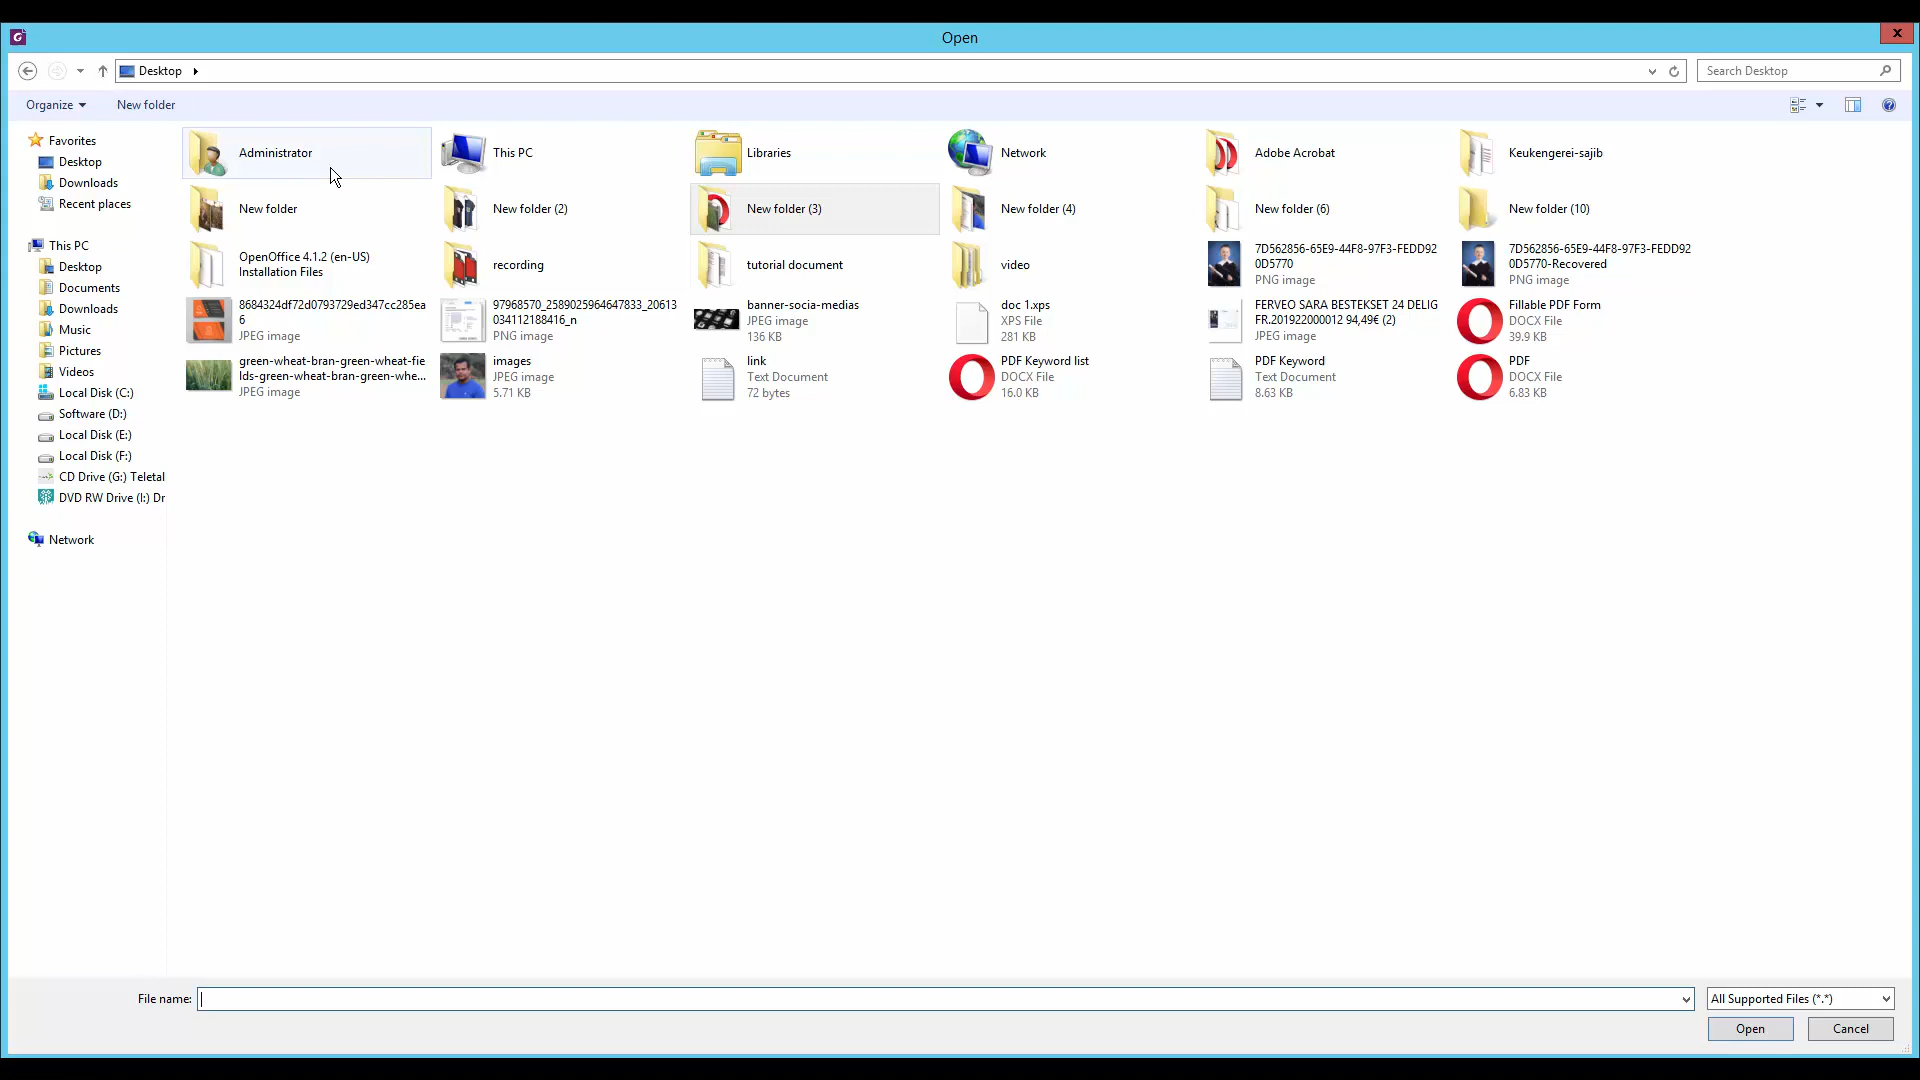 Open
Desktop
Search Desktop
Organize
New folder
Favorites
Desktop
Downloads
Recent places
This PC
Desktop
Documents
Downloads
Music
Pictures
Videos
Local Disk (C:)
Software (D:)
Local Disk (E:)
Local Disk (F:)
CD Drive (G:) Teletal
DVD RW Drive (I:) Dr
Network
Administrator
This PC
Libraries
Network
Adobe Acrobat
Keukengerei-sajib
New folder
New folder (2)
New folder (3)
New folder (4)
New folder (6)
New folder (10)
OpenOffice 4.1.2 (en-US)
Installation Files
recording
tutorial document
video
7D562856-65E9-44F8-97F3-FEDD92
0D5770
PNG image
7D562856-65E9-44F8-97F3-FEDD92
0D5770-Recovered
PNG image
8684324df72d0793729ed347cc285ea
6
JPEG image
97968570_2589025964647833_20613
034112188416_n
PNG image
banner-socia-medias
JPEG image
136 KB
doc 1.xps
XPS File
281 KB
FERVEO SARA BESTEKSET 24 DELIG
FR.201922000012 94,49€ (2)
JPEG image
Fillable PDF Form
DOCX File
39.9 KB
green-wheat-bran-green-wheat-fie
lds-green-wheat-bran-green-whe...
JPEG image
images
JPEG image
5.71 KB
link
Text Document
72 bytes
PDF Keyword list
DOCX File
16.0 KB
PDF Keyword
Text Document
8.63 KB
PDF
DOCX File
6.83 KB
File name:
All Supported Files (*.*)
Open
Cancel